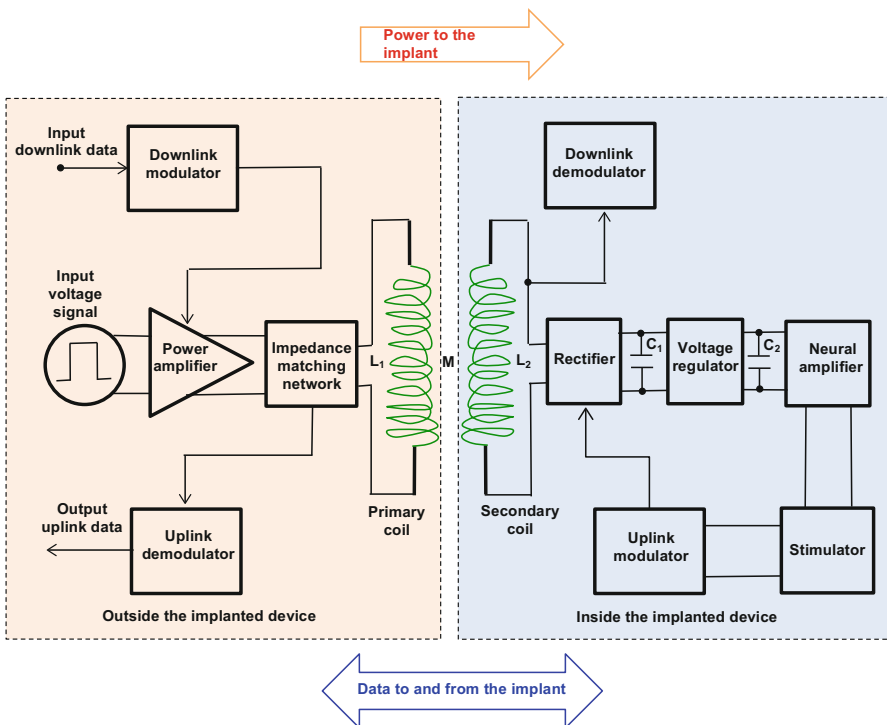 Power to the
implant
Input
downlink data
Downlink
modulator
Downlink
demodulator
Input
voltage
signal
Power
amplifier
Impedance
matching
network
L1
M
L2
Rectifier
C1
Voltage
regulator
C2
Neural
amplifier
Output
uplink data
Uplink
demodulator
Primary
coil
Secondary
coil
Uplink
modulator
Stimulator
Outside the implanted device
Inside the implanted device
Data to and from the implant